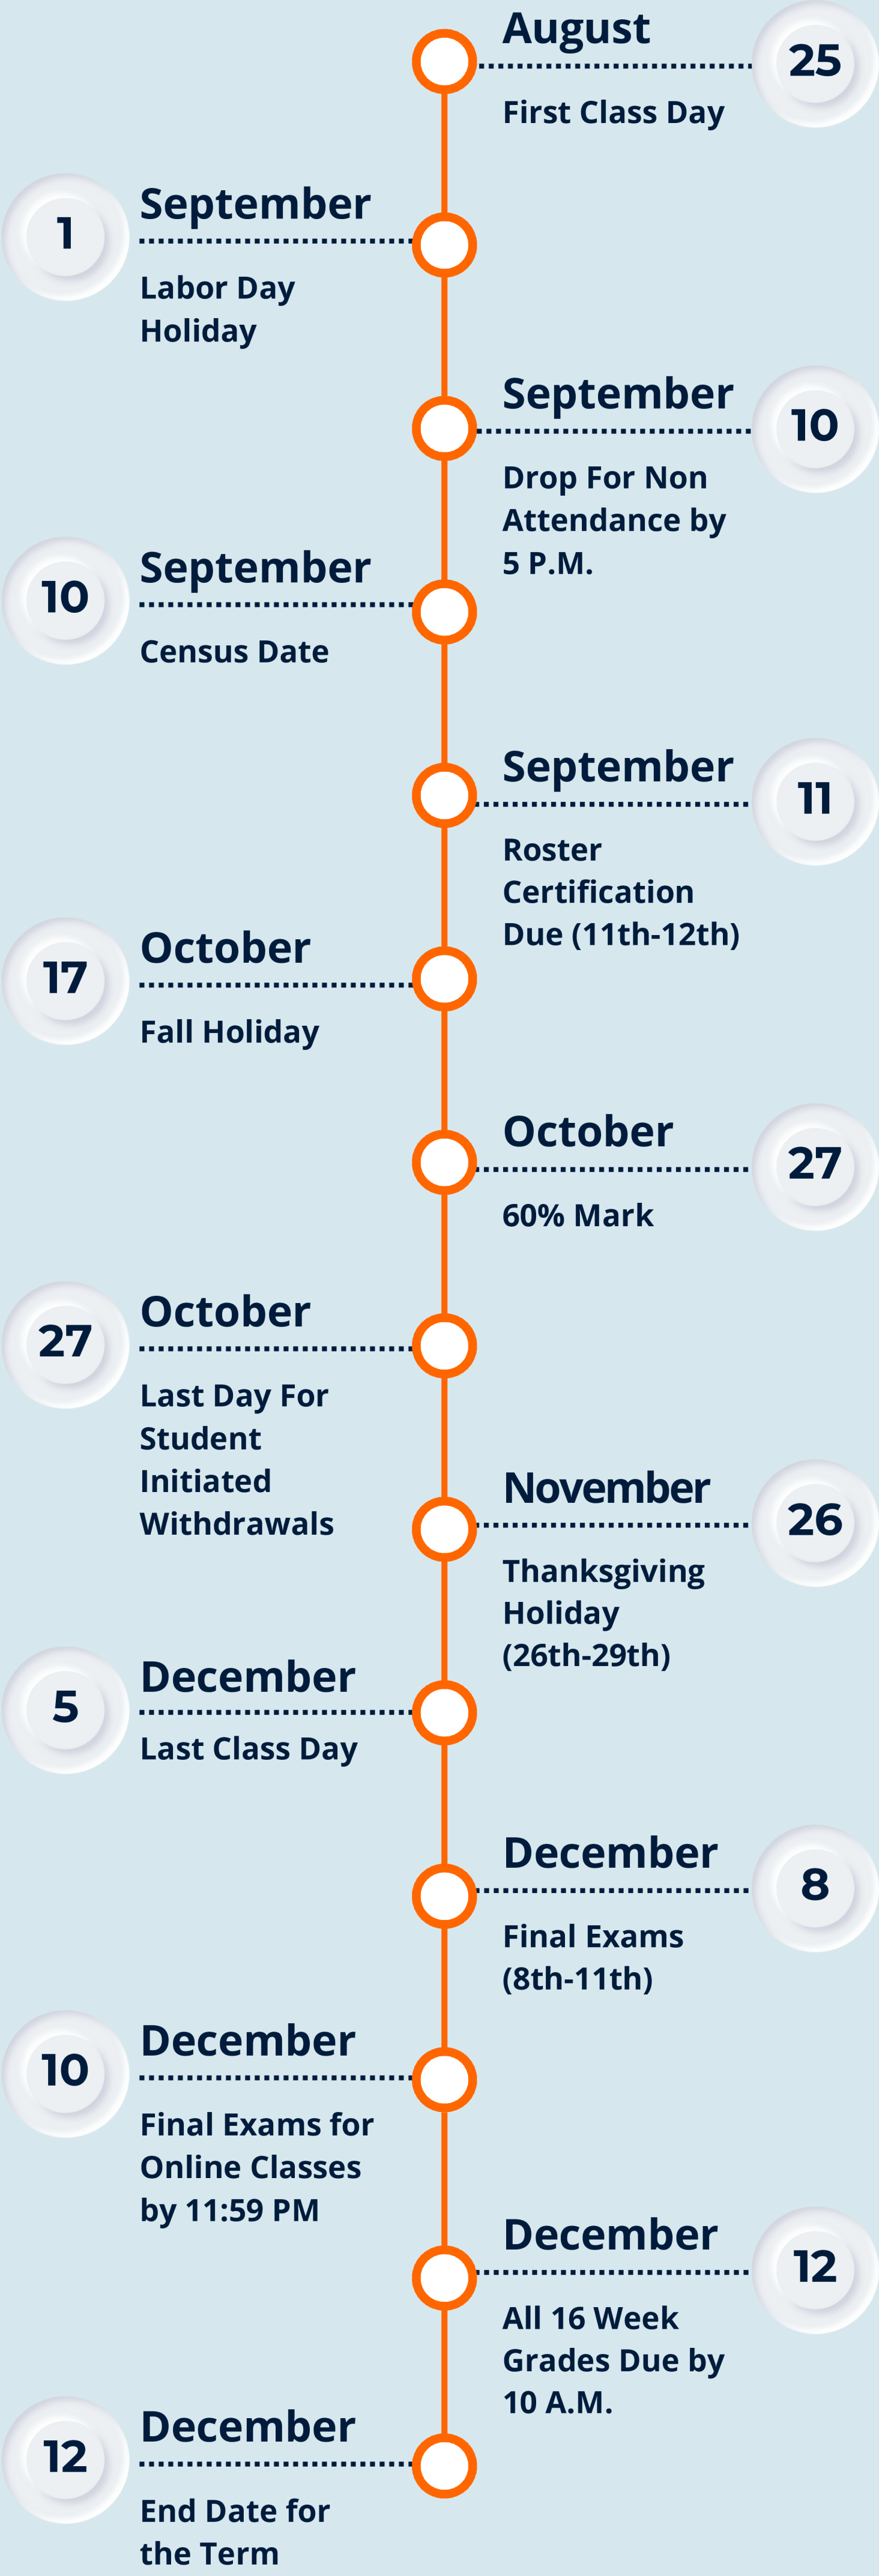 August
25
First Class Day
1
September
Labor Day
Holiday
September
10
Drop For Non
Attendance by
5 P.M.
10
September
Census Date
September
11
Roster
Certification
Due (11th-12th)
17
October
Fall Holiday
October
27
60% Mark
27
October
Last Day For
Student
Initiated
Withdrawals
November
26
Thanksgiving
Holiday
(26th-29th)
5
December
Last Class Day
December
8
Final Exams
(8th-11th)
10
December
Final Exams for
Online Classes
by 11:59 PM
December
12
All 16 Week
Grades Due by
10 A.M.
12
December
End Date for
the Term